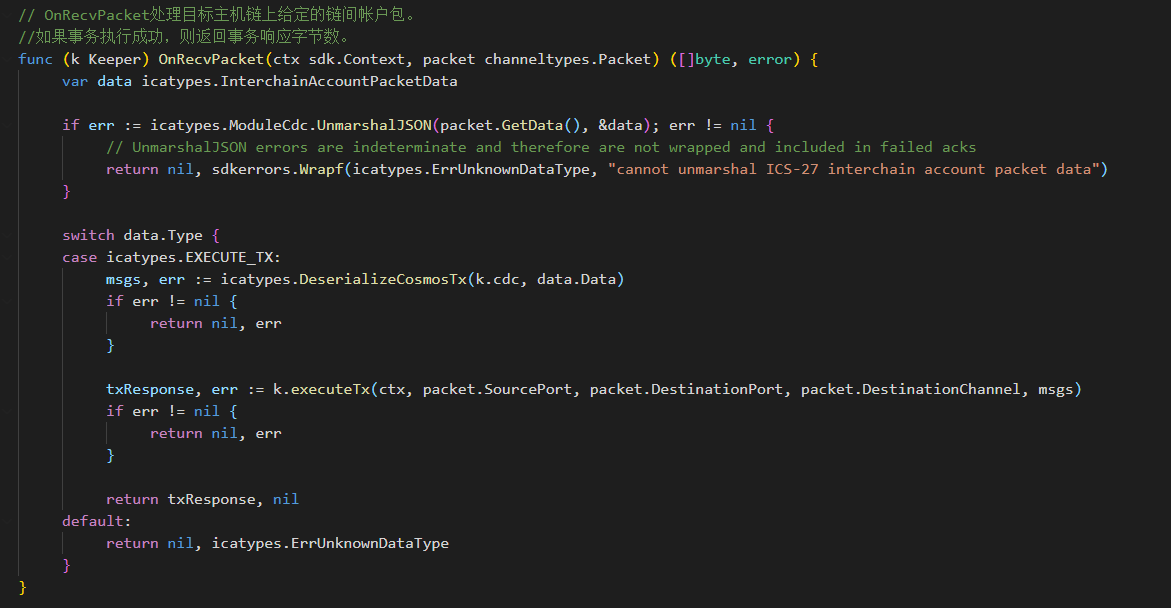 // OnRecvPacket处理目标主机链上给定的链间帐户包。
//如果事务执行成功，则返回事务响应字节数。
func (k Keeper) OnRecvPacket(ctx sdk.Context, packet channeltypes.Packet) ([]byte, error) {
var data icatypes.InterchainAccountPacketData
if err := icatypes.ModuleCdc.UnmarshalJSON(packet.GetData(), &data); err != nil {
// UnmarshalJSON errors are indeterminate and therefore are not wrapped and included in failed acks
return nil, sdkerrors.Wrapf(icatypes.ErrUnknownDataType, "cannot unmarshal ICS-27 interchain account packet data")
}
switch data.Type {
case icatypes.EXECUTE_TX:
msgs, err := icatypes.DeserializeCosmosTx(k.cdc, data.Data)
if err != nil {
return nil, err
}
txResponse, err := k.executeTx(ctx, packet.SourcePort, packet.DestinationPort, packet.DestinationChannel, msgs)
if err != nil {
return nil, err
}
return txResponse, nil
default:
return nil, icatypes.ErrUnknownDataType
}
}